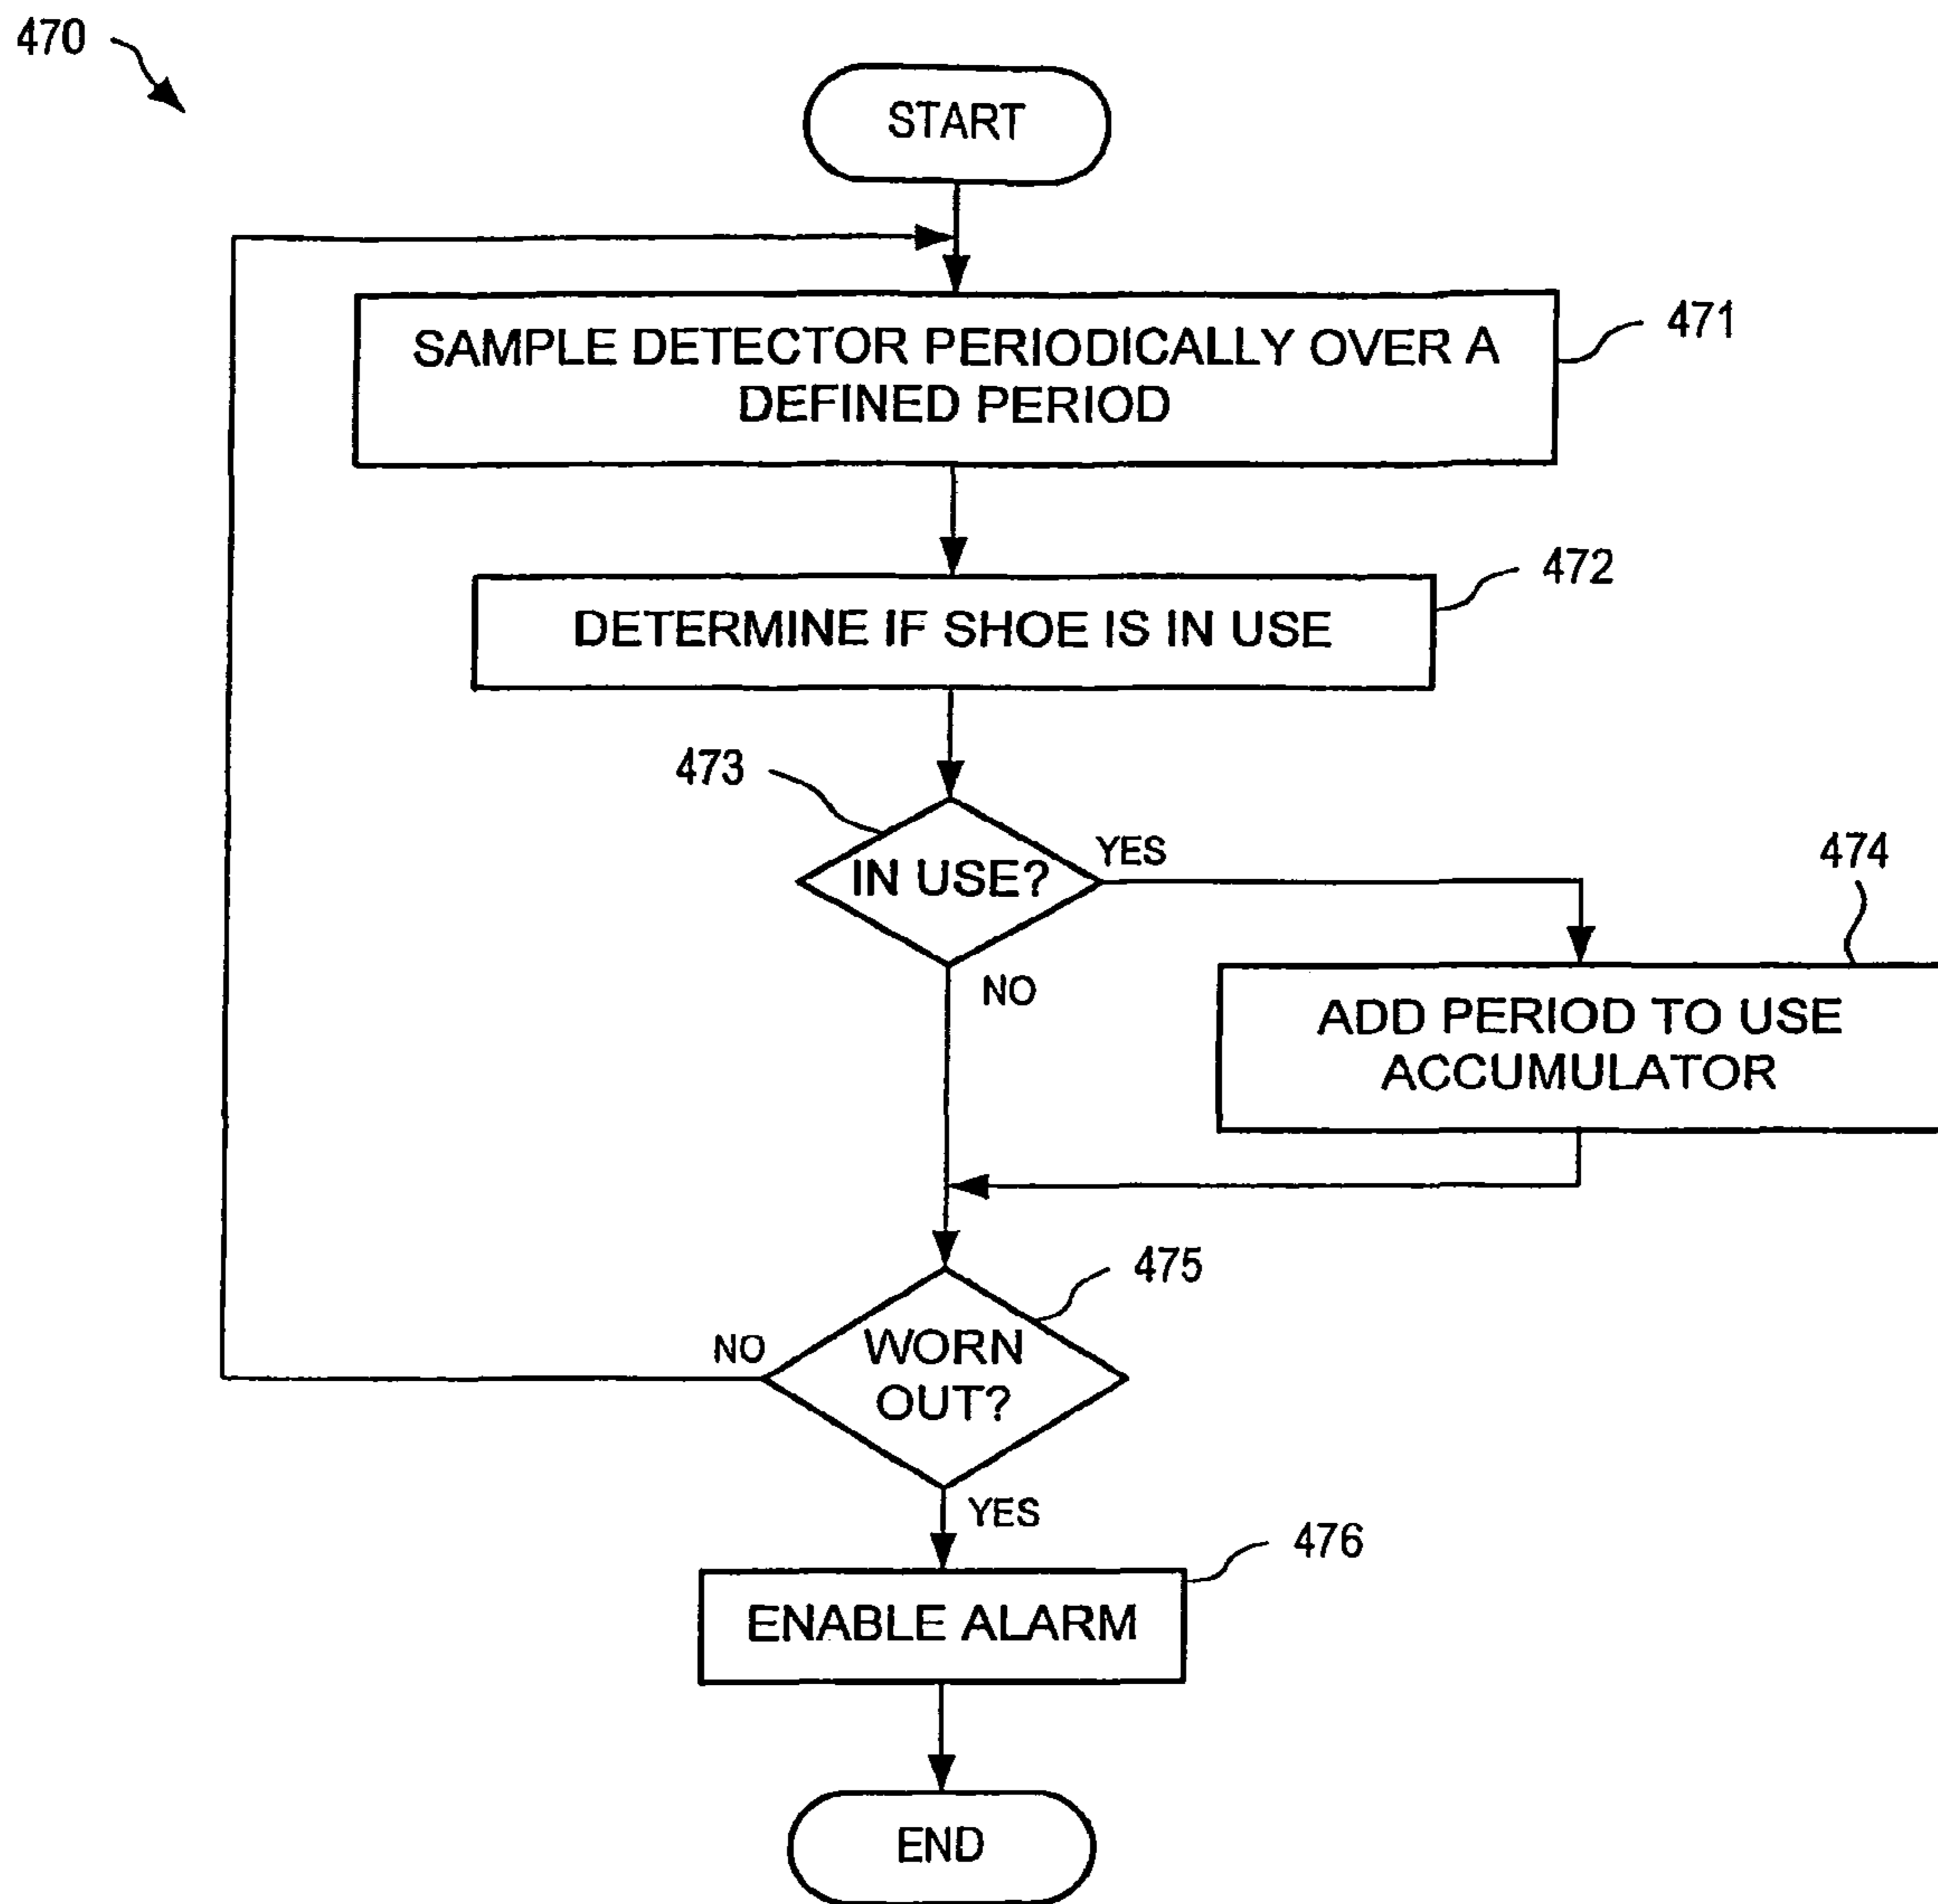 470
START
SAMPLE DETECTOR PERIODICALLY OVER A
DEFINED PERIOD
471
DETERMINE IF SHOE IS IN USE
472
473
IN USE?
YES
NO
474
ADD PERIOD TO USE
ACCUMULATOR
475
NO
WORN
OUT?
YES
476
ENABLE ALARM
END